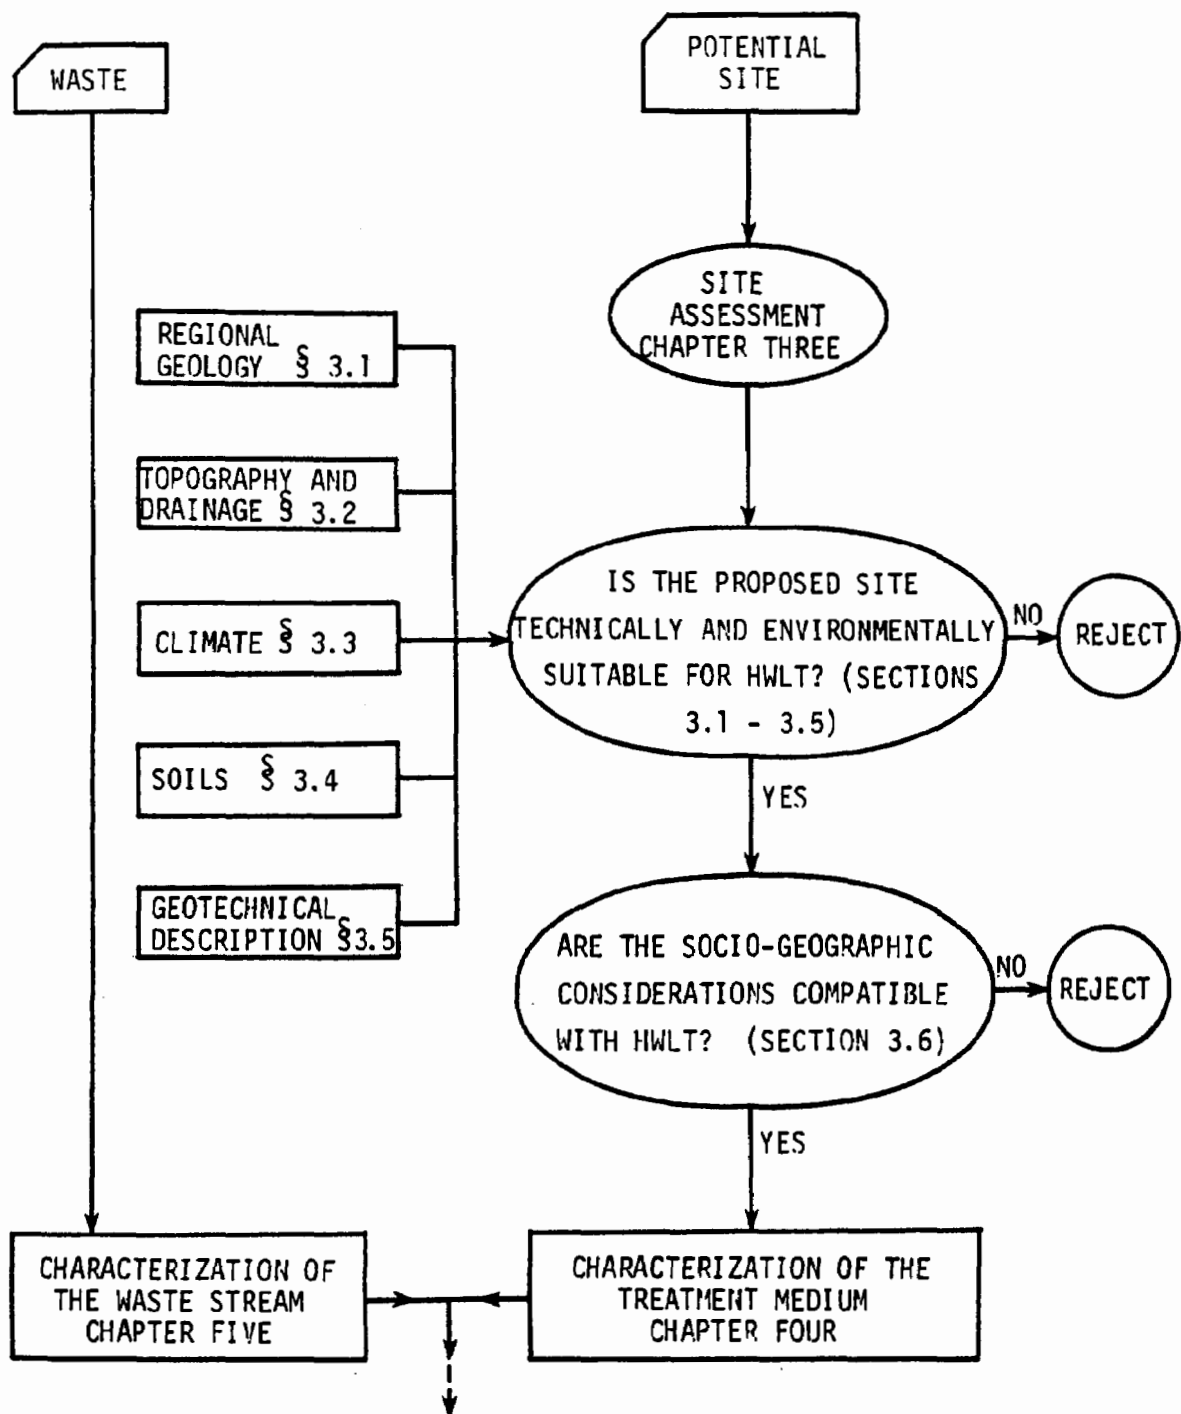 WASTE
POTENTIAL
SITE
SITE
ASSESSMENT
CHAPTER THREE
REGIONAL
GEOLOGY § 3.1
TOPOGRAPHY AND
DRAINAGE § 3.2
CLIMATE § 3.3
SOILS § 3.4
GEOTECHNICAL
DESCRIPTION §3.5
IS THE PROPOSED SITE
TECHNICALLY AND ENVIRONMENTALLY
SUITABLE FOR HWLT? (SECTIONS
3.1 - 3.5)
NO
REJECT
YES
ARE THE SOCIO-GEOGRAPHIC
CONSIDERATIONS COMPATIBLE
WITH HWLT? (SECTION 3.6)
NO
REJECT
YES
CHARACTERIZATION OF
THE WASTE STREAM
CHAPTER FIVE
CHARACTERIZATION OF THE
TREATMENT MEDIUM
CHAPTER FOUR